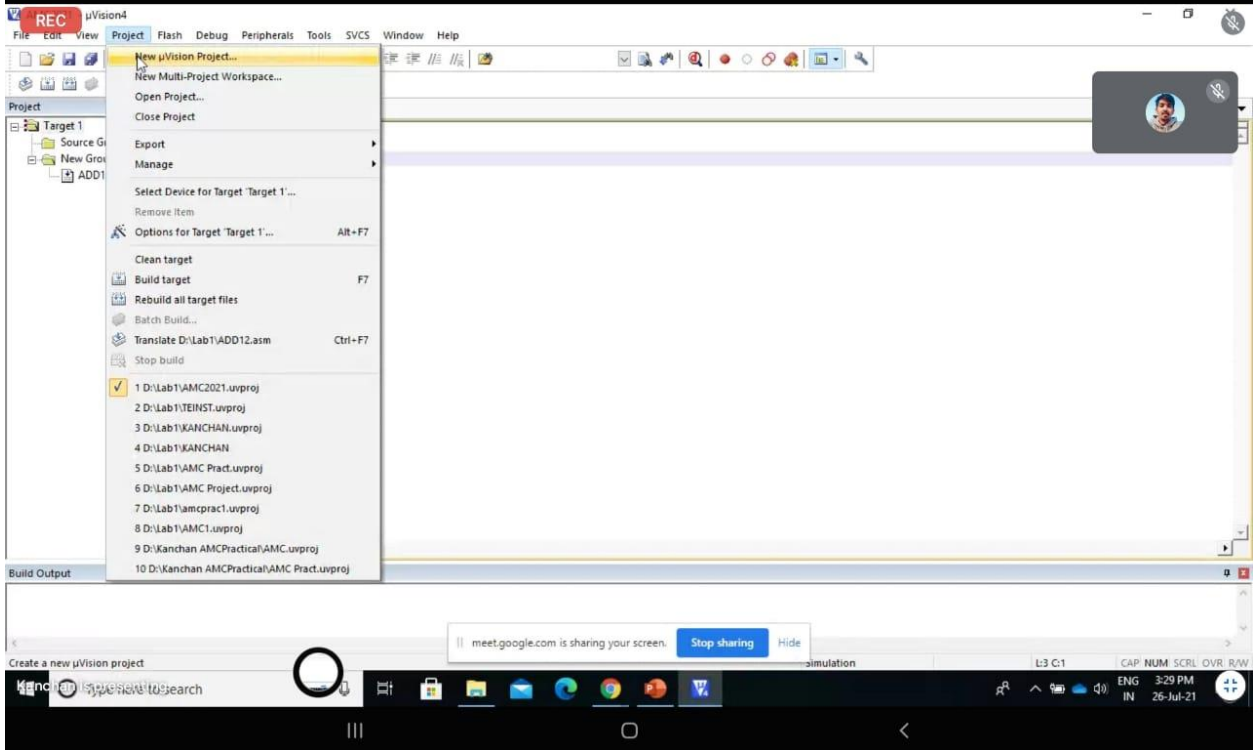 REC
µVision4
File Edit View Project Flash Debug Peripherals Tools SVCS Window Help
New µVision Project...
New Multi-Project Workspace...
Open Project...
Close Project
Export
Manage
Select Device for Target 'Target 1'...
Remove Item
Options for Target 'Target 1'... Alt+F7
Clean target
Build target F7
Rebuild all target files
Batch Build...
Translate D:\Lab1\ADD12.asm Ctrl+F7
Stop build
1 D:\Lab1\AMC2021.uvproj
2 D:\Lab1\TEINST.uvproj
3 D:\Lab1\KANCHAN.uvproj
4 D:\Lab1\KANCHAN
5 D:\Lab1\AMC Pract.uvproj
6 D:\Lab1\AMC Project.uvproj
7 D:\Lab1\amcprac1.uvproj
8 D:\Lab1\AMC1.uvproj
9 D:\Kanchan AMCPractical\AMC.uvproj
10 D:\Kanchan AMCPractical\AMC Pract.uvproj
Project
Target 1
Source G
New Gro
ADD1
Build Output
meet.google.com is sharing your screen. Stop sharing Hide
Create a new µVision project Simulation L:3 C:1 CAP NUM SCRL OVR R/W
Type here to search
ENG 3:29 PM
IN 26-Jul-21